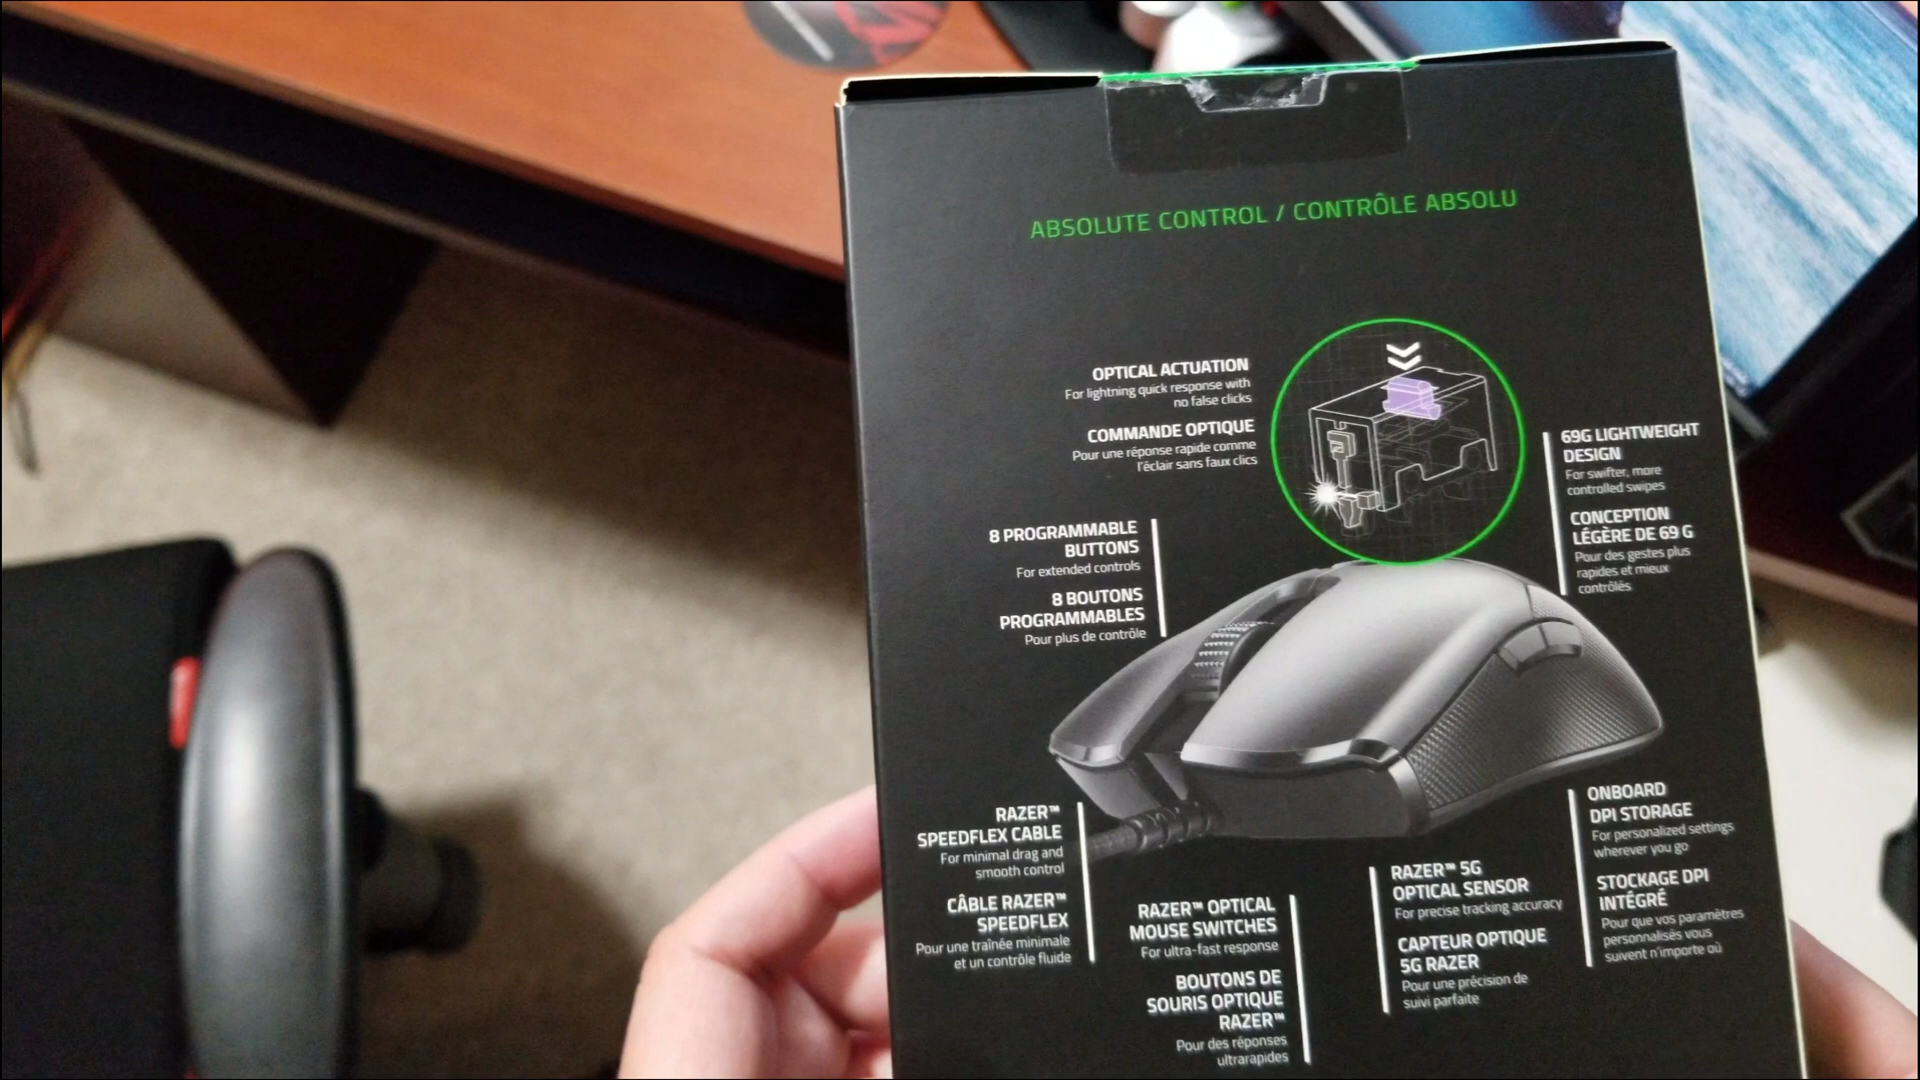 ABSOLUTE CONTROL / CONTRÔLE ABSOLU
OPTICAL ACTUATION
For lightning quick response with
no false clicks
COMMANDE OPTIQUE
Pour une réponse rapide comme
l'éclair sans faux clics
69G LIGHTWEIGHT
DESIGN
For swifter, more
controlled swipes
CONCEPTION
LÉGÈRE DE 69 G
Pour des gestes plus
rapides et mieux
contrôlés
8 PROGRAMMABLE
BUTTONS
For extended controls
8 BOUTONS
PROGRAMMABLES
Pour plus de contrôle
RAZER™
SPEEDFLEX CABLE
For minimal drag and
smooth control
CÂBLE RAZER™
SPEEDFLEX
Pour une traînée minimale
et un contrôle fluide
RAZER™ OPTICAL
MOUSE SWITCHES
For ultra-fast response
BOUTONS DE
SOURIS OPTIQUE
RAZER™
Pour des réponses
ultrarapides
RAZER™ 5G
OPTICAL SENSOR
For precise tracking accuracy
CAPTEUR OPTIQUE
5G RAZER
Pour une précision de
suivi parfaite
ONBOARD
DPI STORAGE
For personalized settings
wherever you go
STOCKAGE DPI
INTÉGRÉ
Pour que vos paramètres
personnalisés vous
suivent n'importe où